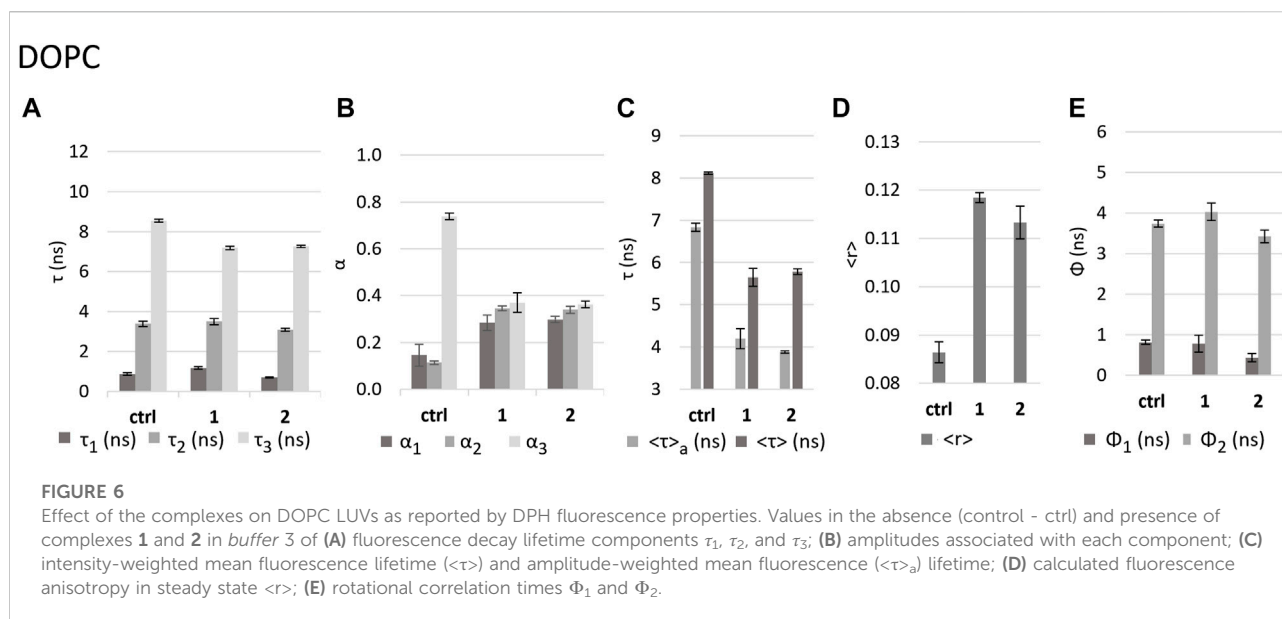 DOPC
A
τ (ns)
12
10
8
6
4
2
0
ctrl 1 2
τ₁ (ns) τ₂ (ns) τ₃ (ns)
B
α
1.0
0.8
0.6
0.4
0.2
0.0
ctrl 1 2
α₁ α₂ α₃
C
τ (ns)
9
8
7
6
5
4
3
ctrl 1 2
<τ>ₐ (ns) <τ> (ns)
D
<r>
0.13
0.12
0.11
0.10
0.09
0.08
ctrl 1 2
<r>
E
Φ (ns)
6
5
4
3
2
1
0
ctrl 1 2
Φ₁ (ns) Φ₂ (ns)
FIGURE 6
Effect of the complexes on DOPC LUVs as reported by DPH fluorescence properties. Values in the absence (control - ctrl) and presence of
complexes 1 and 2 in buffer 3 of (A) fluorescence decay lifetime components τ₁, τ₂, and τ₃; (B) amplitudes associated with each component; (C)
intensity-weighted mean fluorescence lifetime (<τ>) and amplitude-weighted mean fluorescence (<τ>ₐ) lifetime; (D) calculated fluorescence
anisotropy in steady state <r>; (E) rotational correlation times Φ₁ and Φ₂.